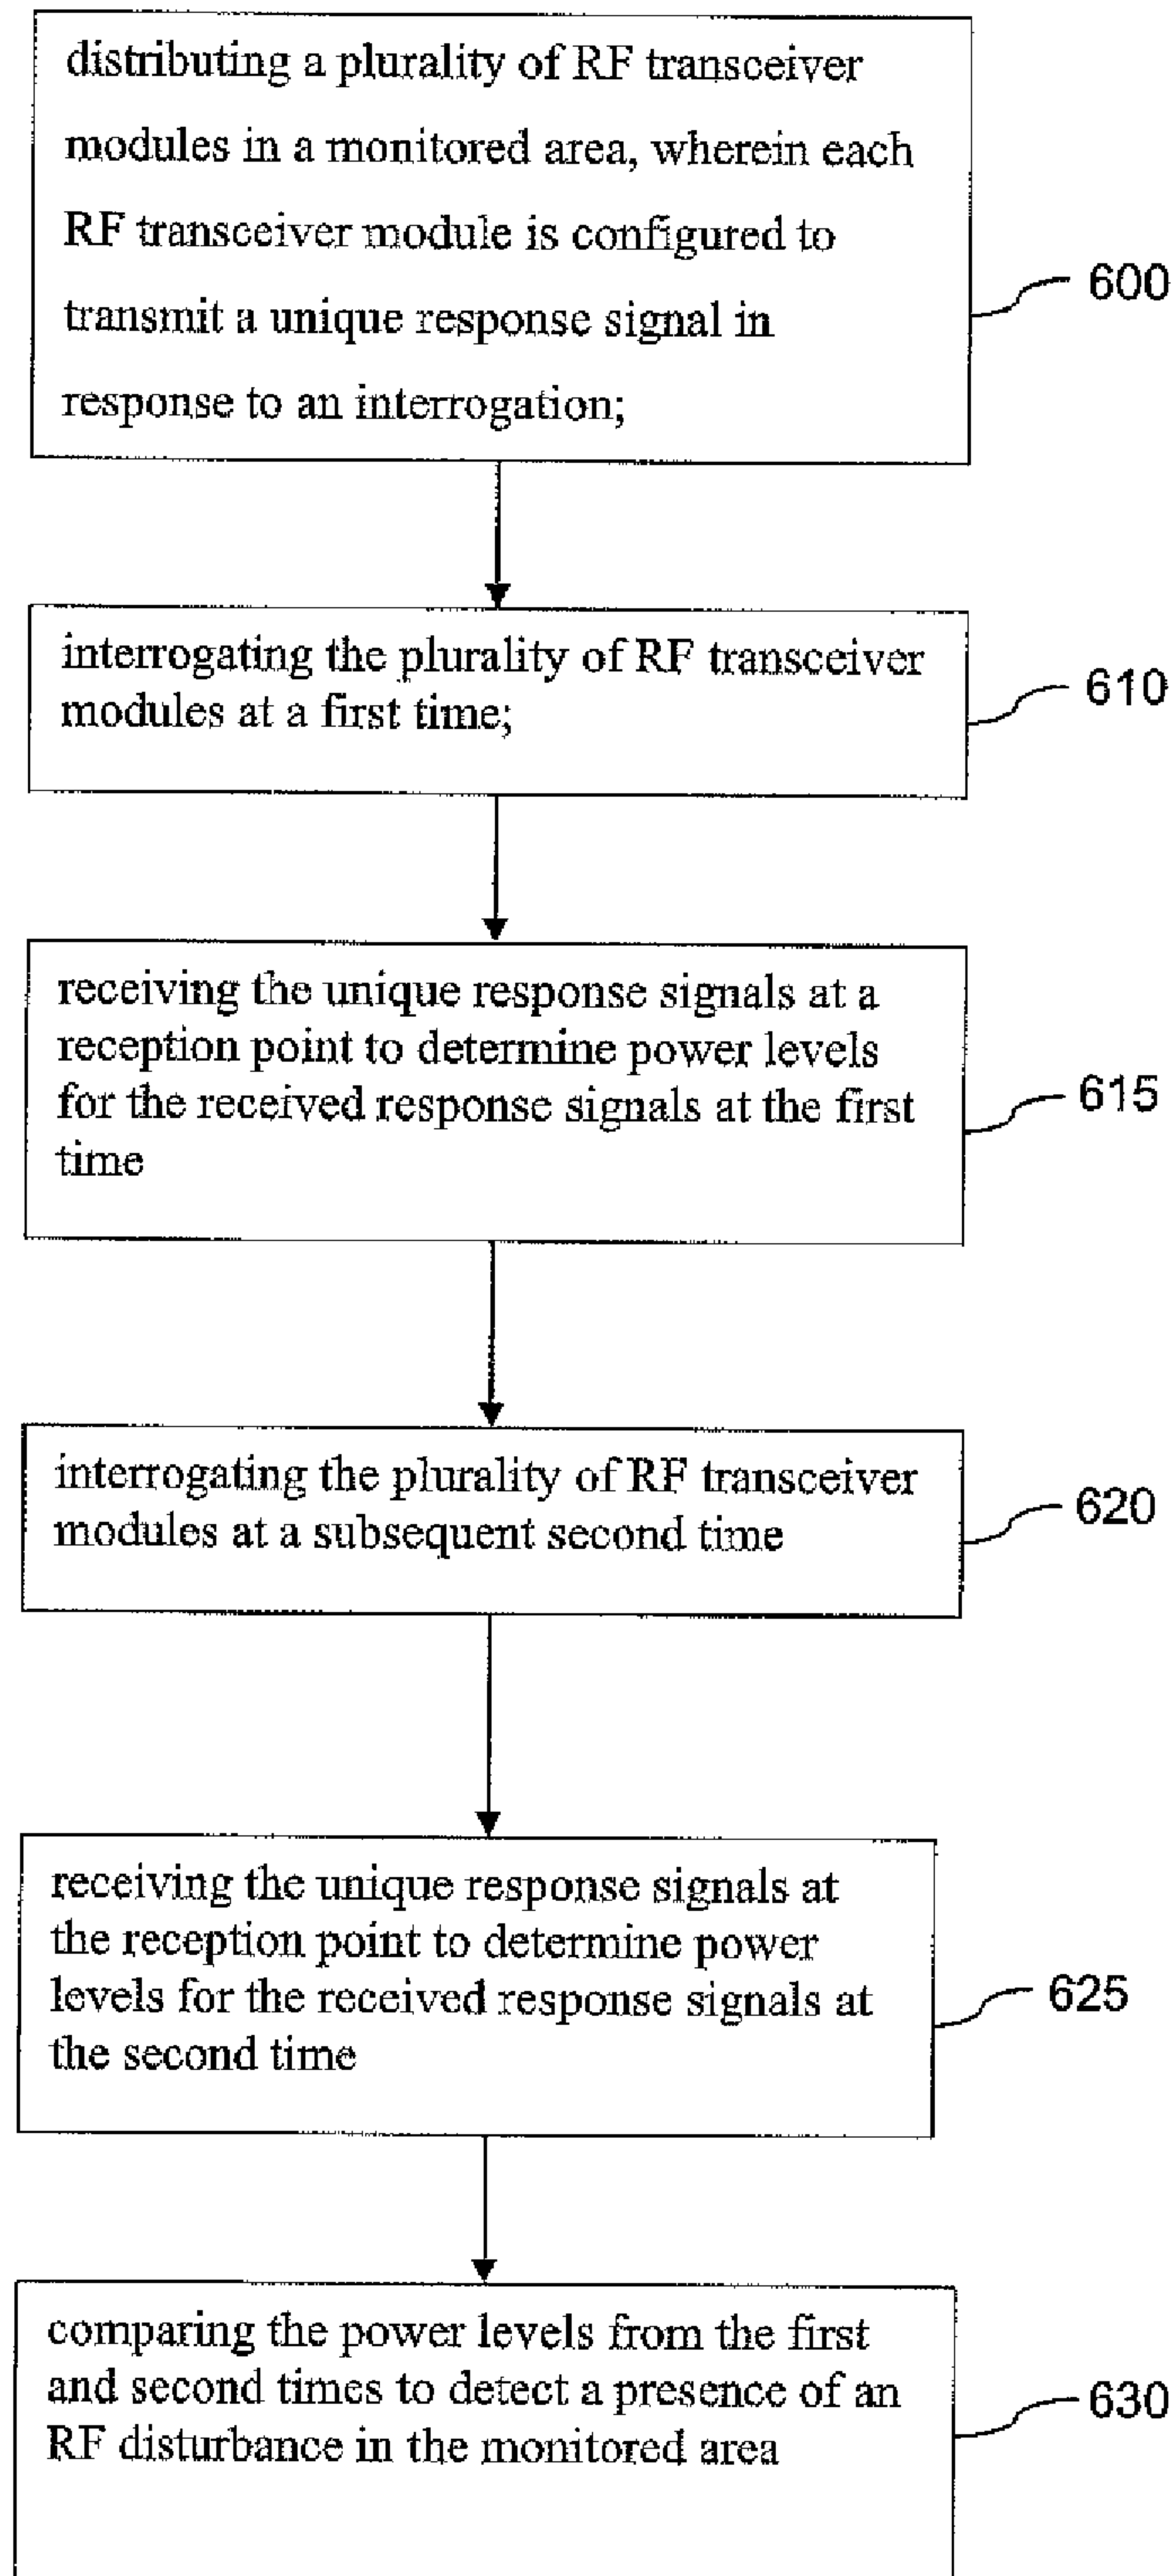 distributing a plurality of RF transceiver
modules in a monitored area, wherein each
RF transceiver module is configured to
transmit a unique response signal in
response to an interrogation;
600
interrogating the plurality of RF transceiver
modules at a first time;
610
receiving the unique response signals at a
reception point to determine power levels
for the received response signals at the first
time
615
interrogating the plurality of RF transceiver
modules at a subsequent second time
620
receiving the unique response signals at
the reception point to determine power
levels for the received response signals at
the second time
625
comparing the power levels from the first
and second times to detect a presence of an
RF disturbance in the monitored area
630